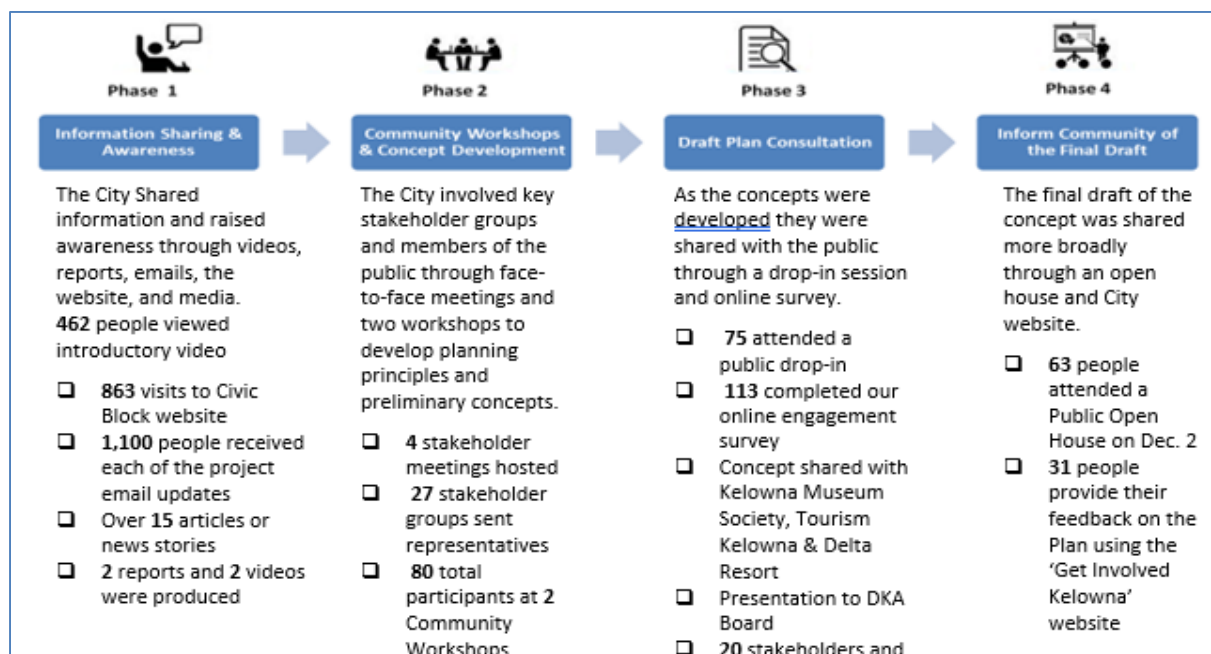 Phase 1
Information Sharing &
Awareness
The City Shared
information and raised
awareness through videos,
reports, emails, the
website, and media.
462 people viewed
introductory video
863 visits to Civic
Block website
1,100 people received
each of the project
email updates
Over 15 articles or
news stories
2 reports and 2 videos
were produced
Phase 2
Community Workshops
& Concept Development
The City involved key
stakeholder groups
and members of the
public through face-
to-face meetings and
two workshops to
develop planning
principles and
preliminary concepts.
4 stakeholder
meetings hosted
27 stakeholder
groups sent
representatives
80 total
participants at 2
Community
Workshops
Phase 3
Draft Plan Consultation
As the concepts were
developed they were
shared with the public
through a drop-in session
and online survey.
75 attended a
public drop-in
113 completed our
online engagement
survey
Concept shared with
Kelowna Museum
Society, Tourism
Kelowna & Delta
Resort
Presentation to DKA
Board
20 stakeholders and
Phase 4
Inform Community of
the Final Draft
The final draft of the
concept was shared
more broadly
through an open
house and City
website.
63 people
attended a
Public Open
House on Dec. 2
31 people
provide their
feedback on the
Plan using the
‘Get Involved
Kelowna’
website